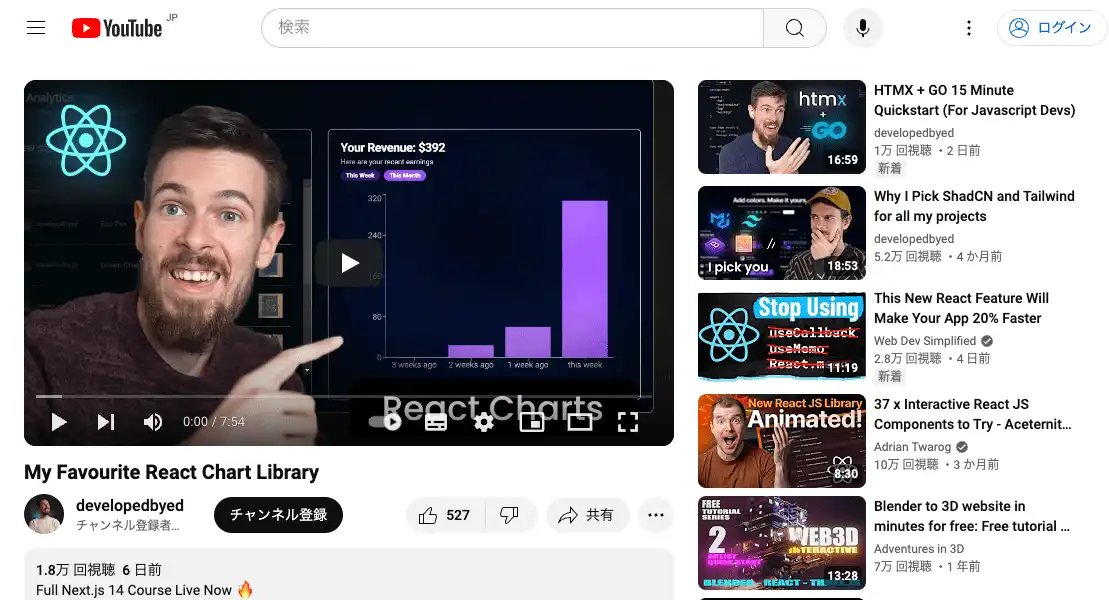 YouTube JP
検索
ログイン
Analytics
Your Revenue: $392
Here are your recent earnings
This Week
This Month
320
240
160
80
0
3 weeks ago
2 weeks ago
1 week ago
this week
React Charts
0:00 / 7:54
My Favourite React Chart Library
developedbyed
チャンネル登録者…
チャンネル登録
527
共有
1.8万 回視聴 6 日前
Full Next.js 14 Course Live Now 🔥
htmx
+
GO
16:59
HTMX + GO 15 Minute
Quickstart (For Javascript Devs)
developedbyed
1万 回視聴 ・2 日前
新着
Add colors. Make it yours.
I pick you
18:53
Why I Pick ShadCN and Tailwind
for all my projects
developedbyed
5.2万 回視聴 ・4 か月前
Stop Using
useCallback
useMemo
React.m
11:19
This New React Feature Will
Make Your App 20% Faster
Web Dev Simplified
2.8万 回視聴 ・4 日前
新着
New React JS Library
Animated!
8:30
37 x Interactive React JS
Components to Try - Aceternit…
Adrian Twarog
10万 回視聴 ・3 か月前
FREE
TUTORIAL
SERIES
2
WEB3D
INTERACTIVE
BLENDER - REACT - TH
13:28
Blender to 3D website in
minutes for free: Free tutorial …
Adventures in 3D
7万 回視聴 ・1 年前